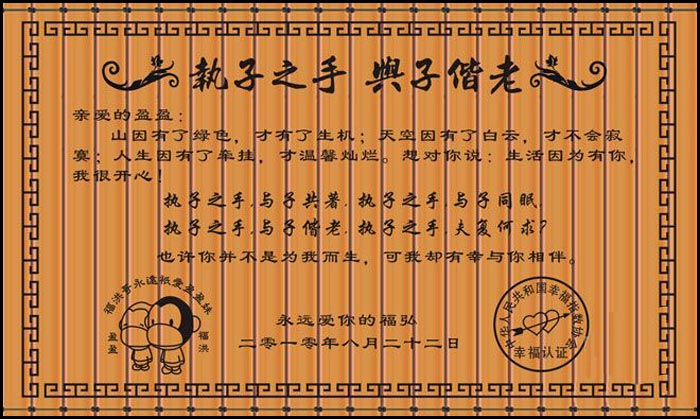 執子之手 與子偕老
亲爱的盈盈：
山因有了绿色，才有了生机；天空因有了白云，才不会寂
寞；人生因有了牵挂，才温馨灿烂。想对你说：生活因为有你，
我很开心！
执子之手，与子共著，执子之手，与子同眠，
执子之手，与子偕老，执子之手，夫复何求？
也许你并不是为我而生，可我却有幸与你相伴。
福洪哥永遠祇愛盈盈妹
盈盈
福洪
永远爱你的福弘
二零一零年八月二十二日
中华人民共和国幸福指数协会
幸福认证